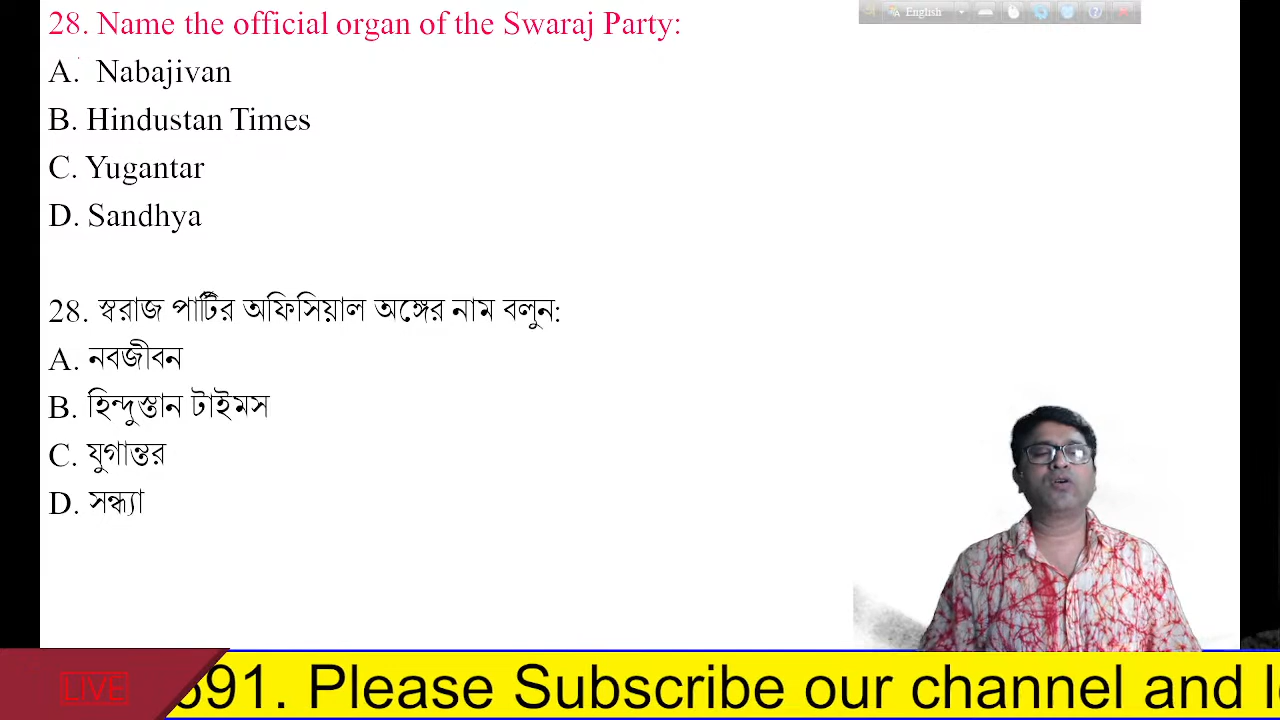 English
28. Name the official organ of the Swaraj Party:
A. Nabajivan
B. Hindustan Times
C. Yugantar
D. Sandhya
28. স্বরাজ পার্টির অফিসিয়াল অঙ্গের নাম বলুন:
A. নবজীবন
B. হিন্দুস্তান টাইমস
C. যুগান্তর
D. সন্ধ্যা
LIVE
591. Please Subscribe our channel and